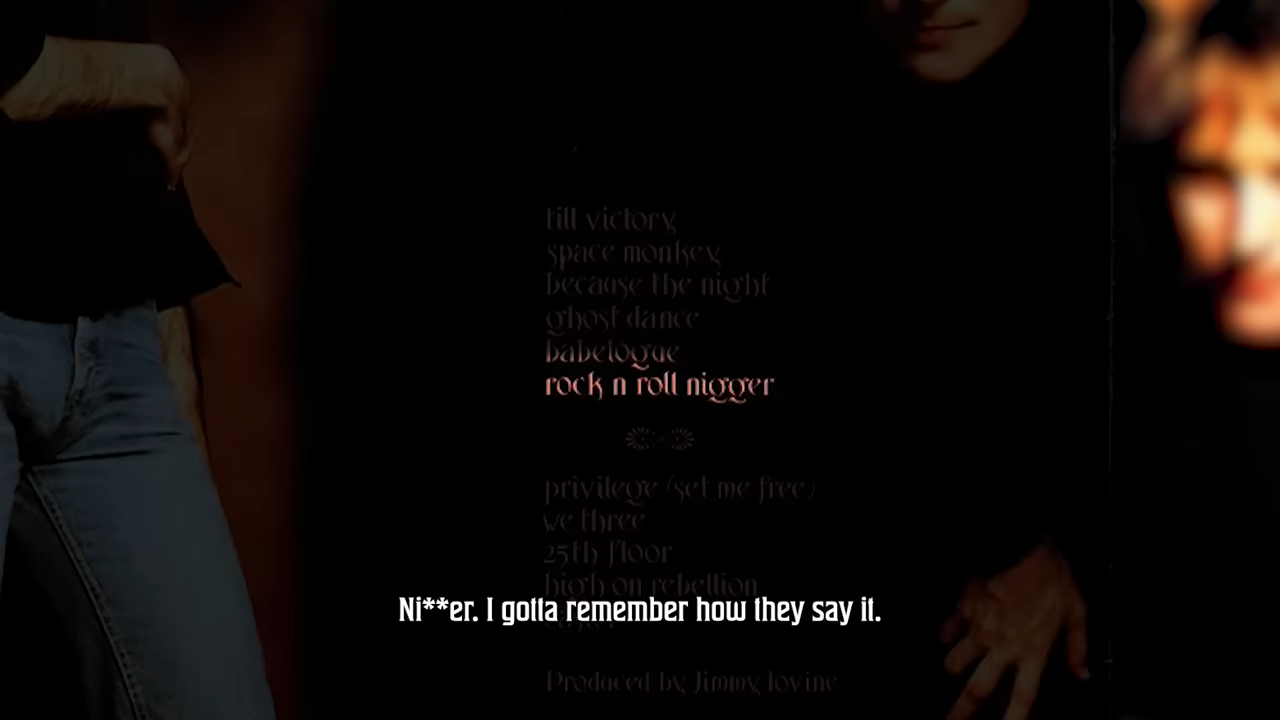 till victory
space monkey
because the night
ghost dance
babelogue
rock n roll nigger
privilege (set me free)
we three
25th floor
high on rebellion
Ni**er. I gotta remember how they say it.
Produced by Jimmy Iovine